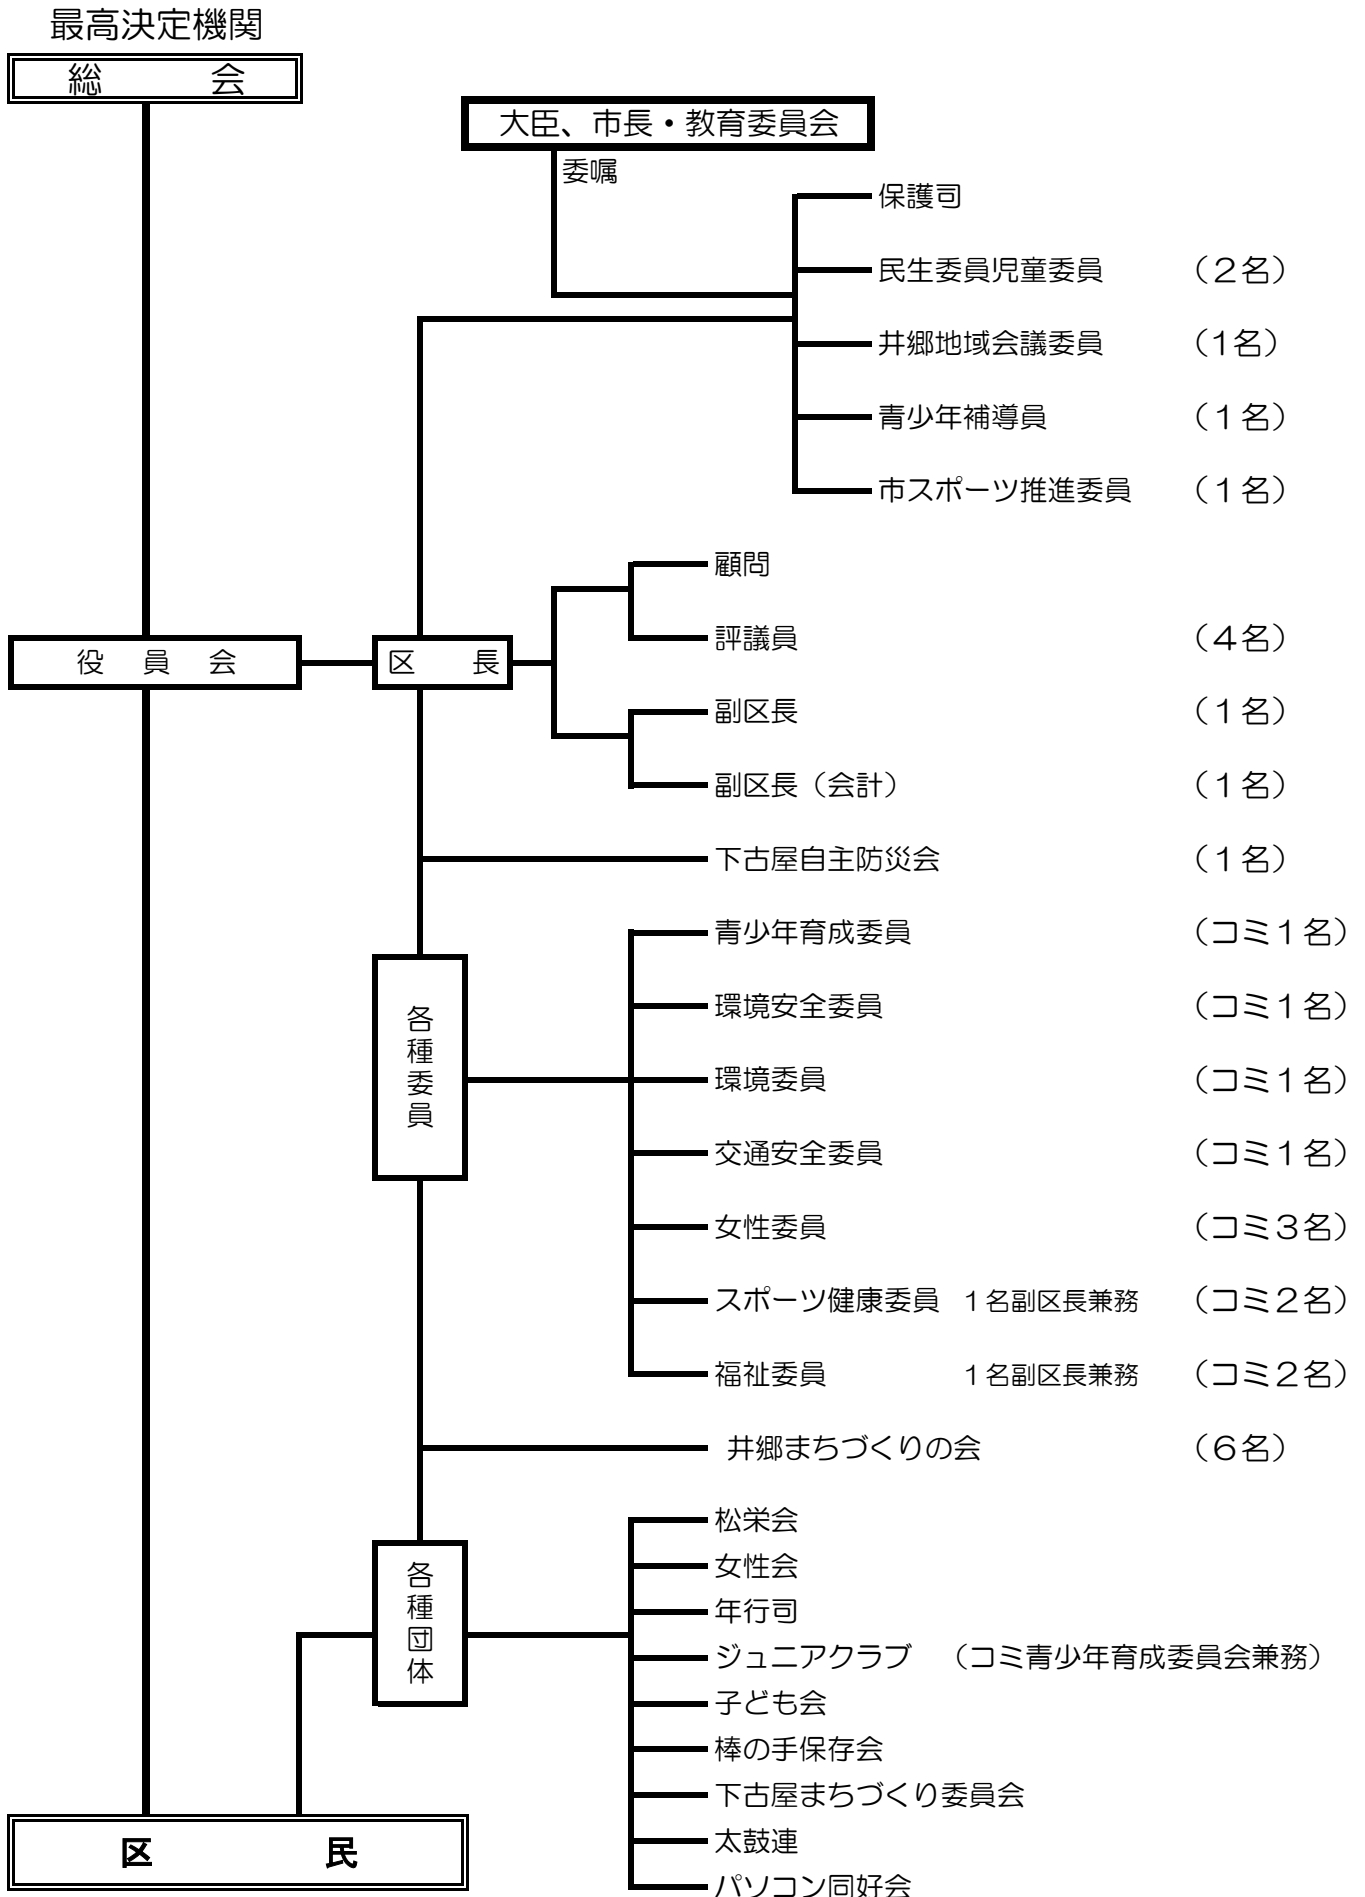 最高決定機関
総　会
大臣、市長・教育委員会
委嘱
保護司
民生委員児童委員　（２名）
井郷地域会議委員　（1名）
青少年補導員　（１名）
市スポーツ推進委員　（１名）
顧問
評議員　（４名）
役　員　会
区　長
副区長　（１名）
副区長（会計）　（１名）
下古屋自主防災会　（１名）
青少年育成委員　（コミ１名）
環境安全委員　（コミ１名）
各種委員
環境委員　（コミ１名）
交通安全委員　（コミ１名）
女性委員　（コミ３名）
スポーツ健康委員　１名副区長兼務　（コミ２名）
福祉委員　１名副区長兼務　（コミ２名）
井郷まちづくりの会　（６名）
各種団体
松栄会
女性会
年行司
ジュニアクラブ　（コミ青少年育成委員会兼務）
子ども会
棒の手保存会
下古屋まちづくり委員会
太鼓連
パソコン同好会
区　民